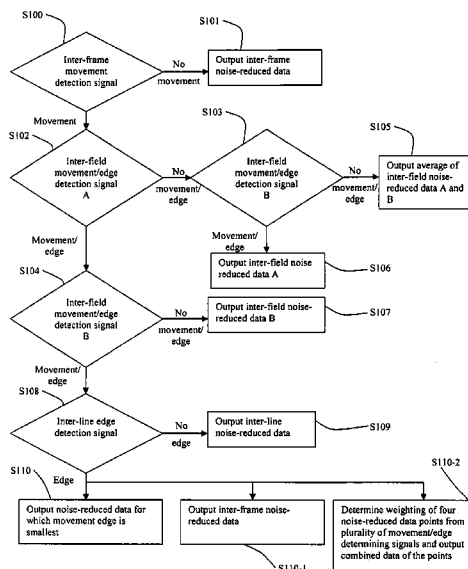 S100
S101
Inter-frame
movement
detection signal
No
movement
Output inter-frame
noise-reduced data
Movement
S102
S103
S105
Inter-field
movement/edge
detection signal
A
No
movement/
edge
Inter-field
movement/edge
detection signal
B
No
movement/
edge
Output average of
inter-field noise-
reduced data A and
B
Movement/
edge
Movement/
edge
Output inter-field noise
reduced data A
S106
S104
Inter-field
movement/edge
detection signal
B
No
movement/
edge
Output inter-field noise-
reduced data B
S107
Movement/
edge
S108
Inter-line edge
detection signal
No
edge
Output inter-line
noise-reduced data
S109
S110
Edge
S110-2
Output noise-reduced data for
which movement edge is
smallest
Output inter-frame noise-
reduced data
Determine weighting of four
noise-reduced data points from
plurality of movement/edge
determining signals and output
combined data of the points
S110-1